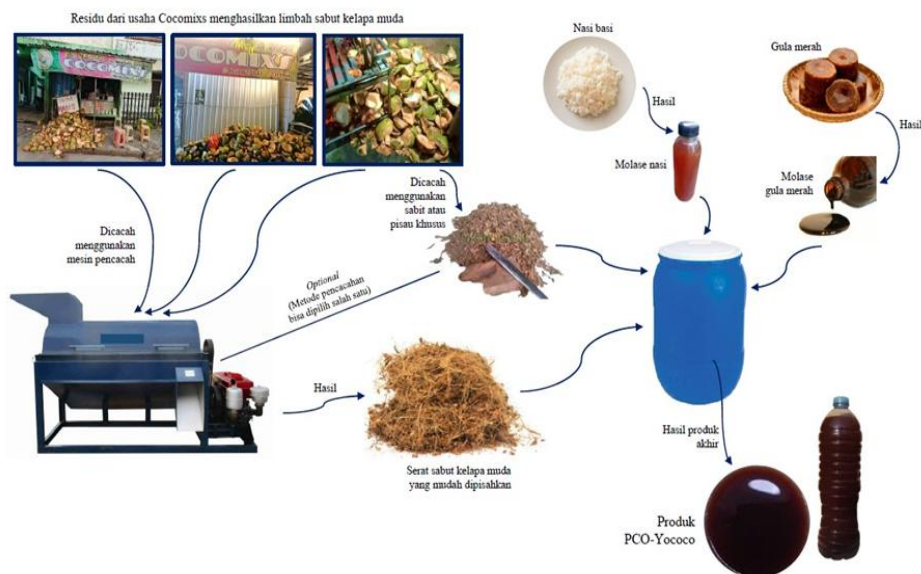 Residu dari usaha Cocomixs menghasilkan limbah sabut kelapa muda
COCOMIXS
COCOMIXS
Nasi basi
Gula merah
Hasil
Hasil
Molase nasi
Molase
gula merah
Dicacah
menggunakan
mesin pencacah
Dicacah
menggunakan
sabit atau
pisau khusus
Optional
(Metode pencacahan
bisa dipilih salah satu)
Hasil
Serat sabut kelapa muda
yang mudah dipisahkan
Hasil produk
akhir
Produk
PCO-Yococo